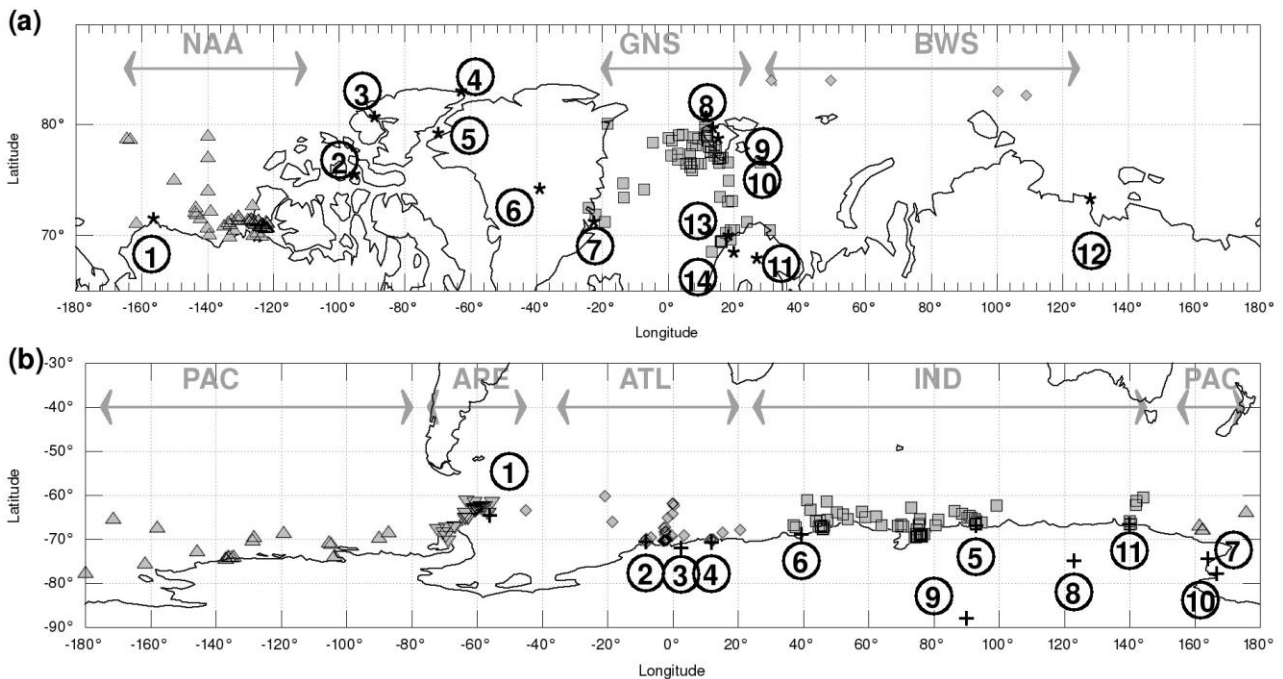 (a)
NAA GNS BWS
3 4 8
80°
5 9
2 10
6 13
70°
1 7 11 12
14
Latitude
-180 -160 -140 -120 -100 -80 -60 -40 -20 0 20 40 60 80 100 120 140 160 180
Longitude
(b)
-30°
PAC APE ATL IND PAC
-40°
-50°
1
-60°
-70°
2 3 4 6 5 11 7
-80°
9 8 10
-90°
Latitude
-180° -160° -140° -120° -100° -80° -60° -40° -20° 0° 20° 40° 60° 80° 100° 120° 140° 160° 180°
Longitude